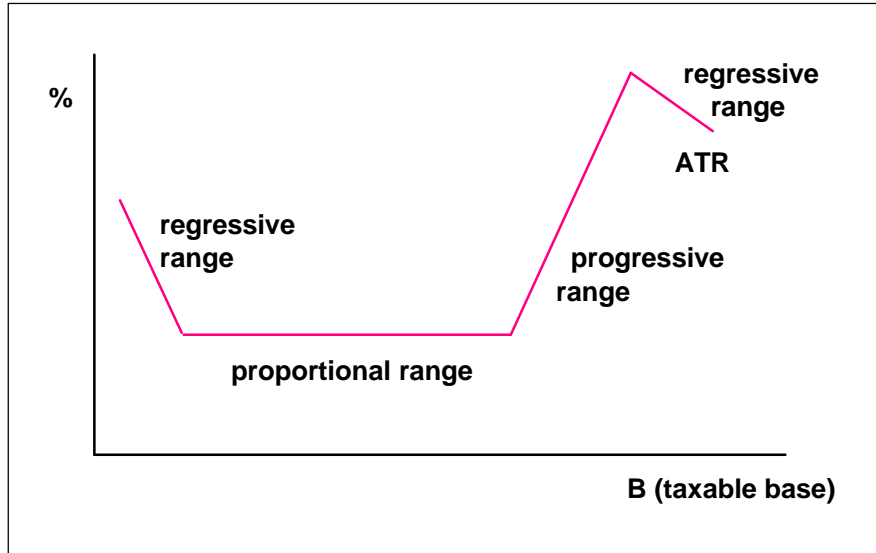 %
regressive
range
ATR
regressive
range
progressive
range
proportional range
B (taxable base)